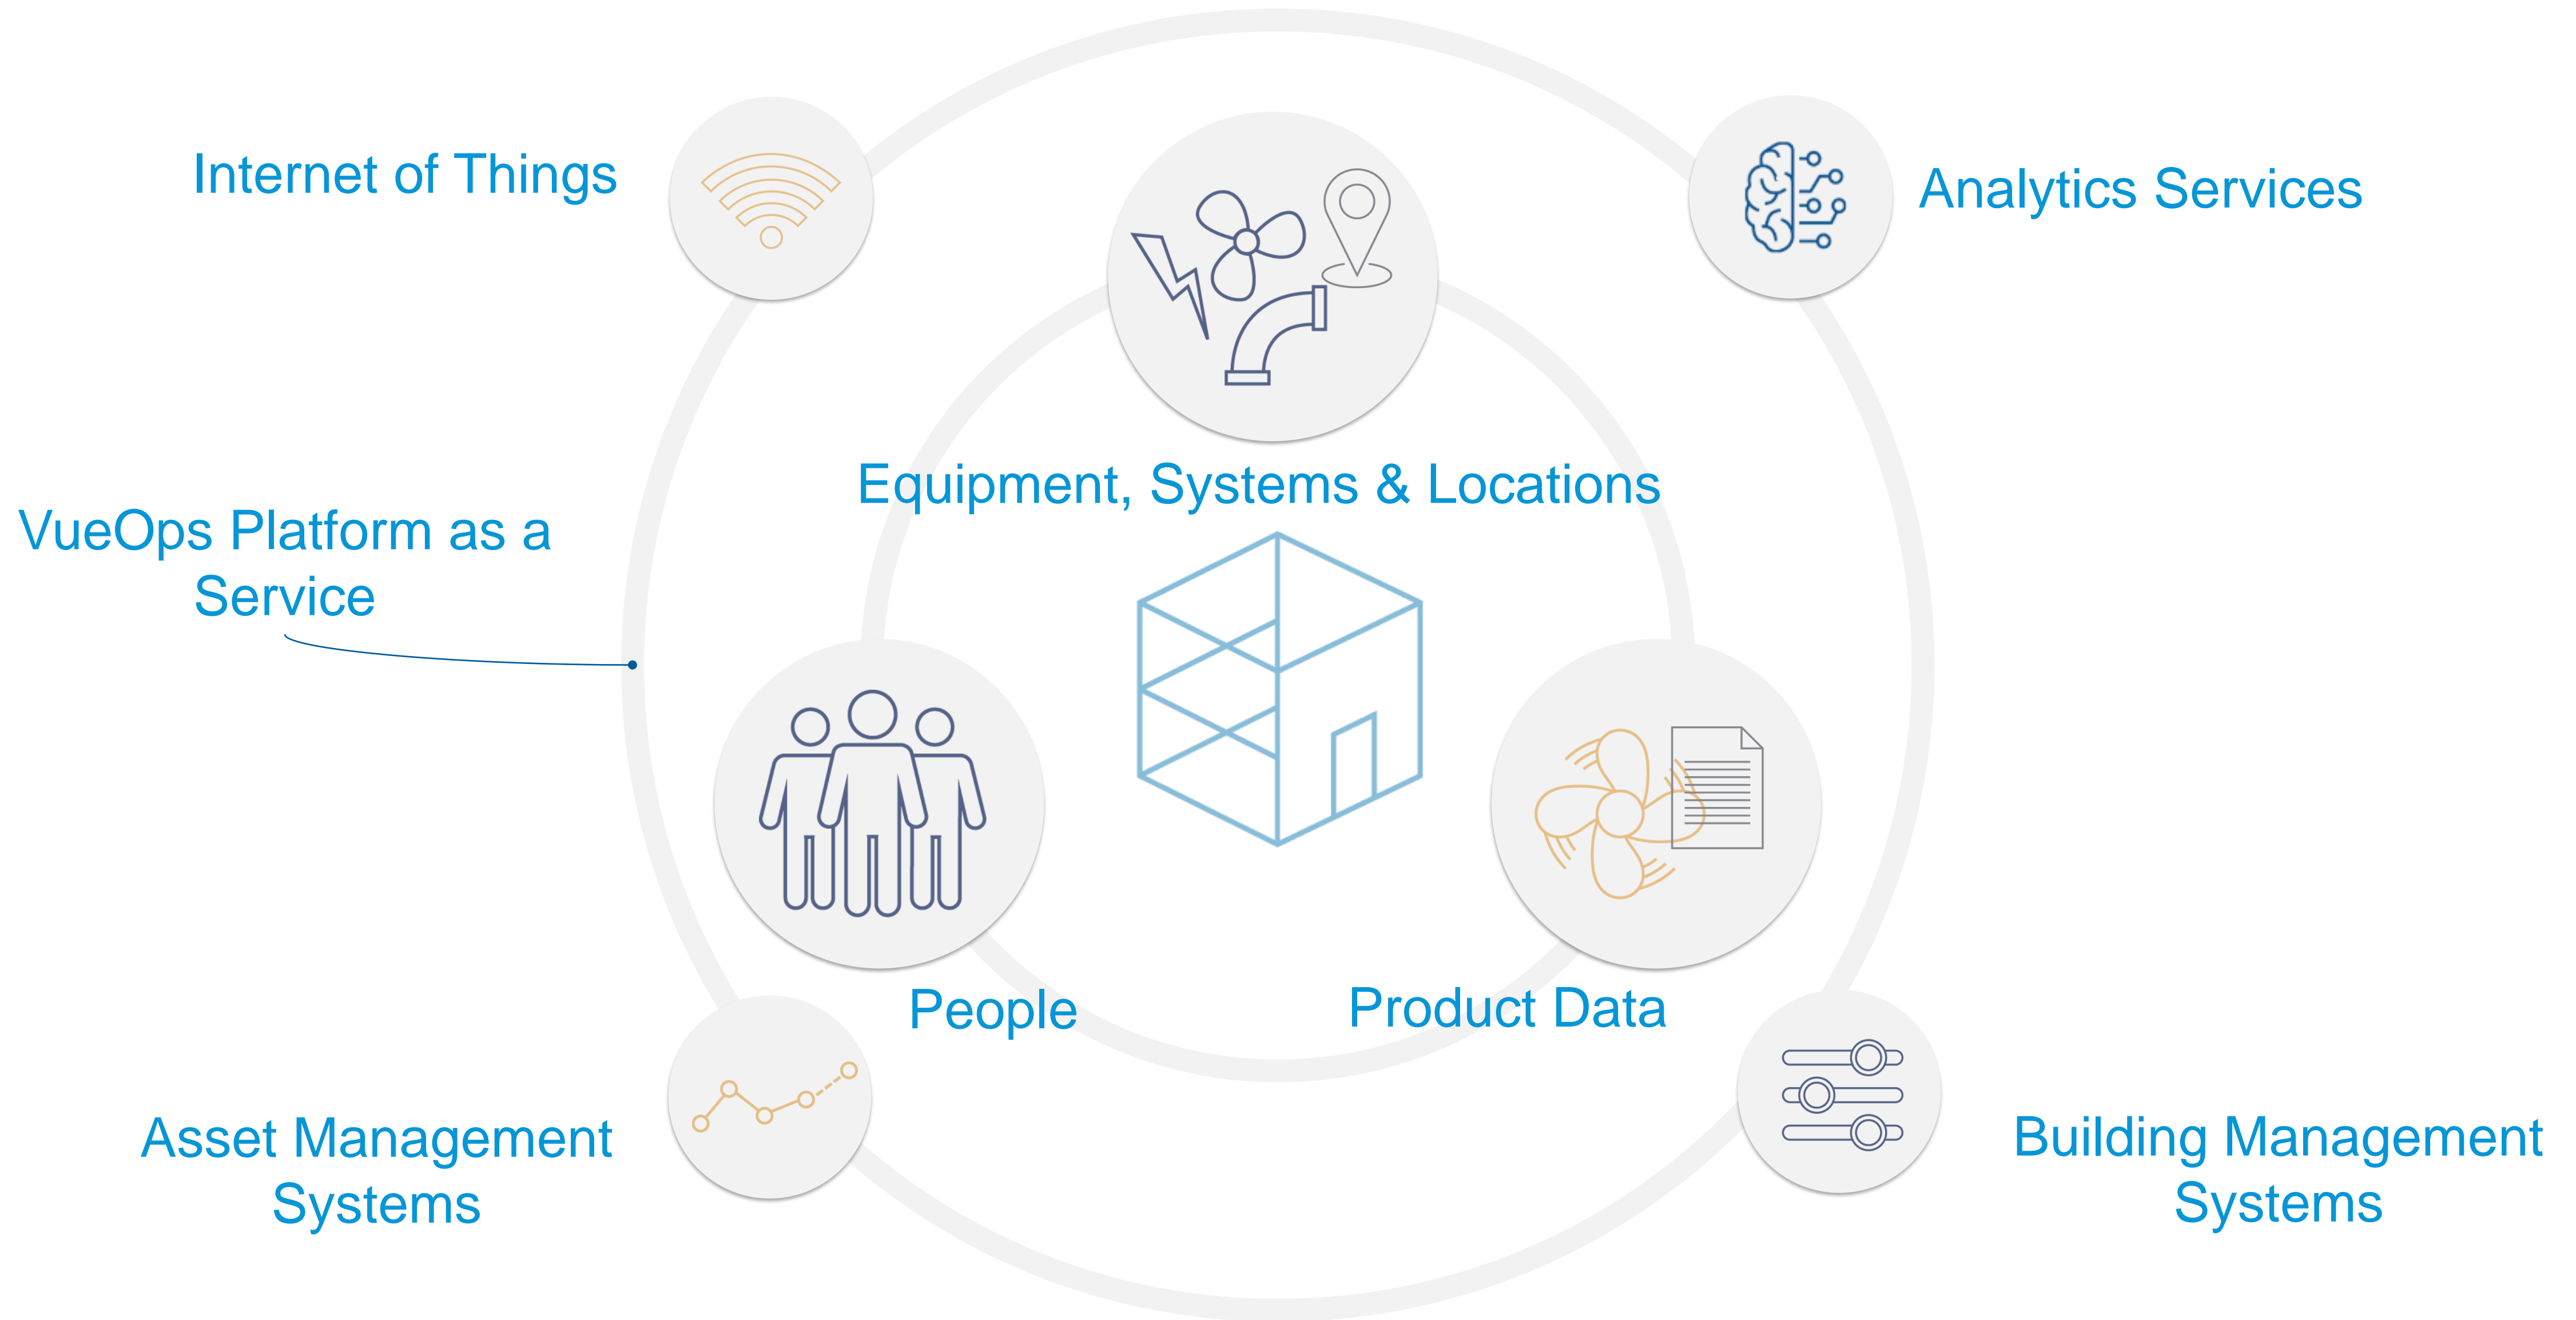 Internet of Things
Analytics Services
Equipment, Systems & Locations
VueOps Platform as a
Service
People
Product Data
Asset Management
Systems
Building Management
Systems